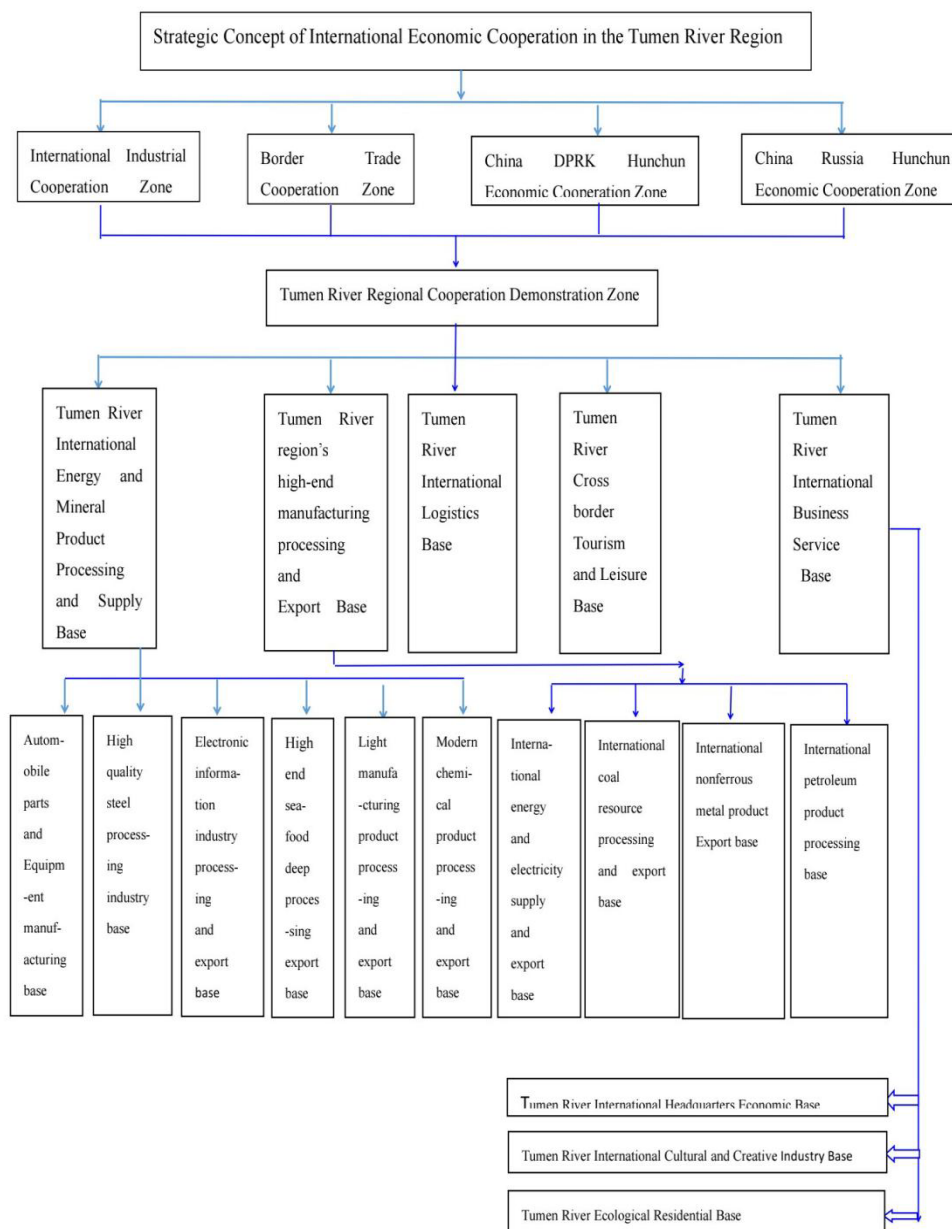 Strategic Concept of International Economic Cooperation in the Tumen River Region
International Industrial
Cooperation Zone
Border Trade
Cooperation Zone
China DPRK Hunchun
Economic Cooperation Zone
China Russia Hunchun
Economic Cooperation Zone
Tumen River Regional Cooperation Demonstration Zone
Tumen River
International
Energy and
Mineral
Product
Processing
and Supply
Base
Tumen River
region's
high-end
manufacturing
processing
and
Export Base
Tumen
River
International
Logistics
Base
Tumen
River
Cross
border
Tourism
and Leisure
Base
Tumen
River
International
Business
Service
Base
Autom-
obile
parts
and
Equipm
-ent
manuf-
acturing
base
High
quality
steel
process-
ing
industry
base
Electronic
informa-
tion
industry
process-
ing
and
export
base
High
end
sea-
food
deep
proces
-sing
export
base
Light
manufa
-cturing
product
process
-ing
and
export
base
Modern
chemi-
cal
product
process
-ing
and
export
base
Interna-
tional
energy
and
electricity
supply
and
export
base
International
coal
resource
processing
and export
base
International
nonferrous
metal product
Export base
International
petroleum
product
processing
base
Tumen River International Headquarters Economic Base
Tumen River International Cultural and Creative Industry Base
Tumen River Ecological Residential Base